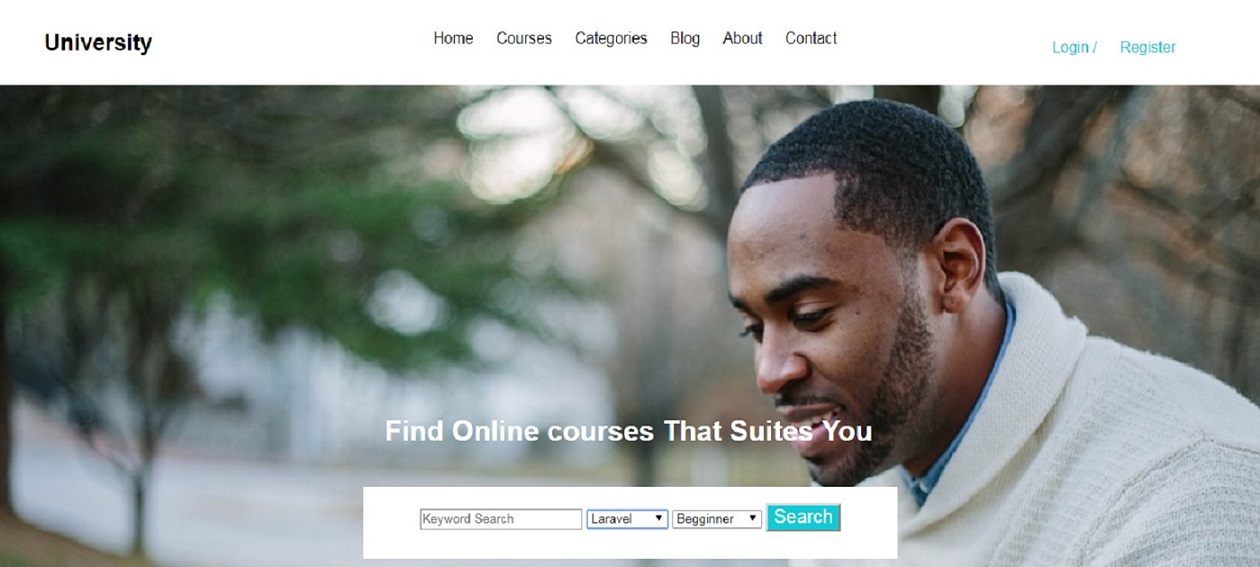 University
Home Courses Categories Blog About Contact
Login / Register
Find Online courses That Suites You
Keyword Search Laravel Begginner Search